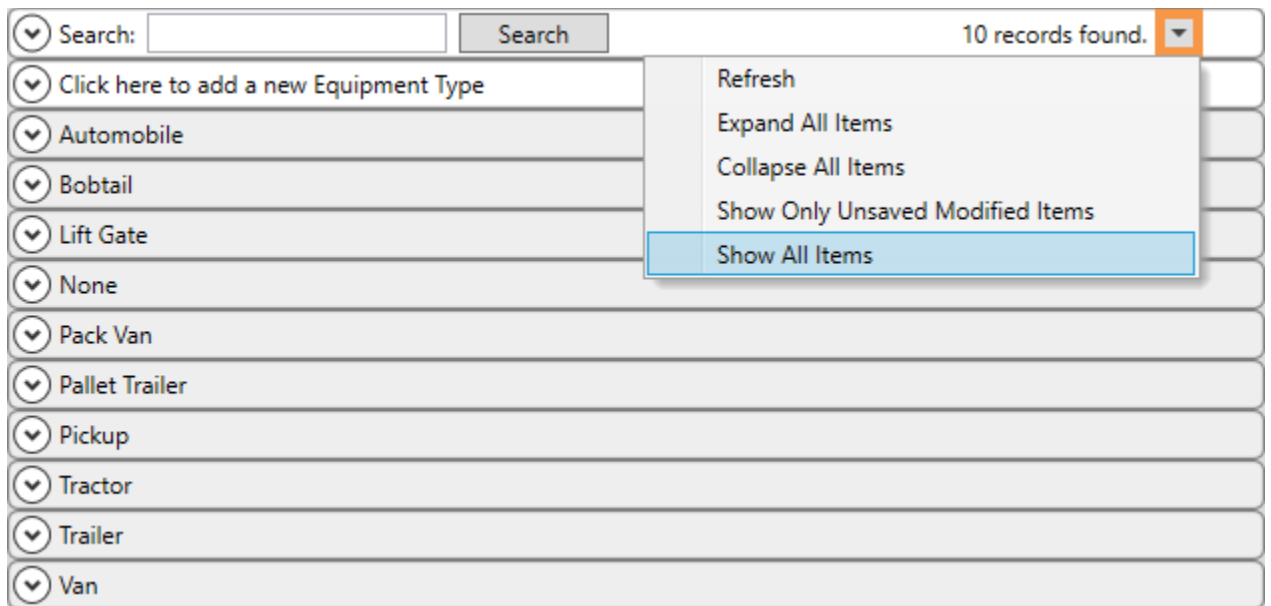 Search: Search 10 records found.
Click here to add a new Equipment Type
Refresh
Expand All Items
Collapse All Items
Show Only Unsaved Modified Items
Show All Items
Automobile
Bobtail
Lift Gate
None
Pack Van
Pallet Trailer
Pickup
Tractor
Trailer
Van